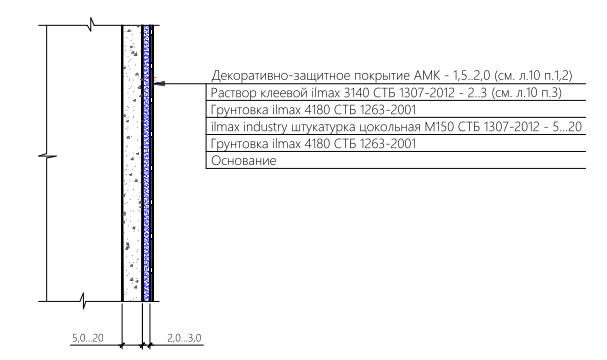 Декоративно-защитное покрытие АМК - 1,5..2,0 (см. л.10 п.1,2)
Раствор клеевой ilmax 3140 СТБ 1307-2012 - 2..3 (см. л.10 п.3)
Грунтовка ilmax 4180 СТБ 1263-2001
ilmax industry штукатурка цокольная М150 СТБ 1307-2012 - 5...20
Грунтовка ilmax 4180 СТБ 1263-2001
Основание
5,0...20 2,0...3,0